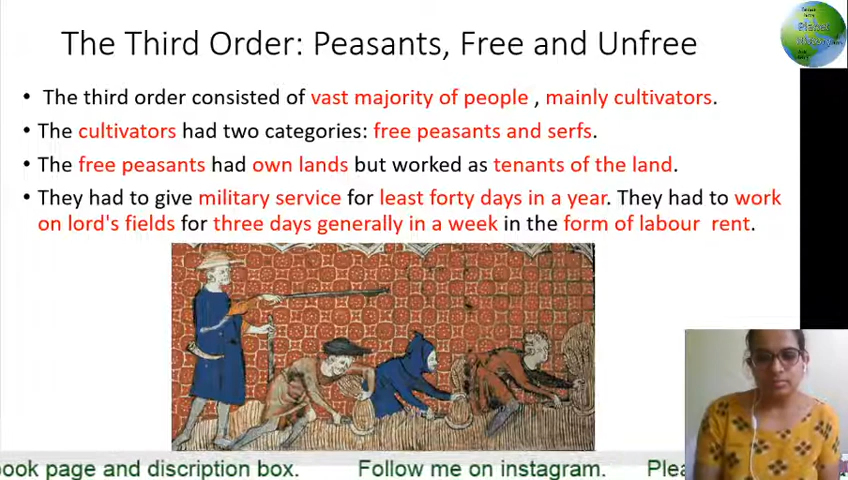 The Third Order: Peasants, Free and Unfree
• The third order consisted of vast majority of people , mainly cultivators.
• The cultivators had two categories: free peasants and serfs.
• The free peasants had own lands but worked as tenants of the land.
• They had to give military service for least forty days in a year. They had to work
on lord's fields for three days generally in a week in the form of labour rent.
ook page and discription box. Follow me on instagram. Plea